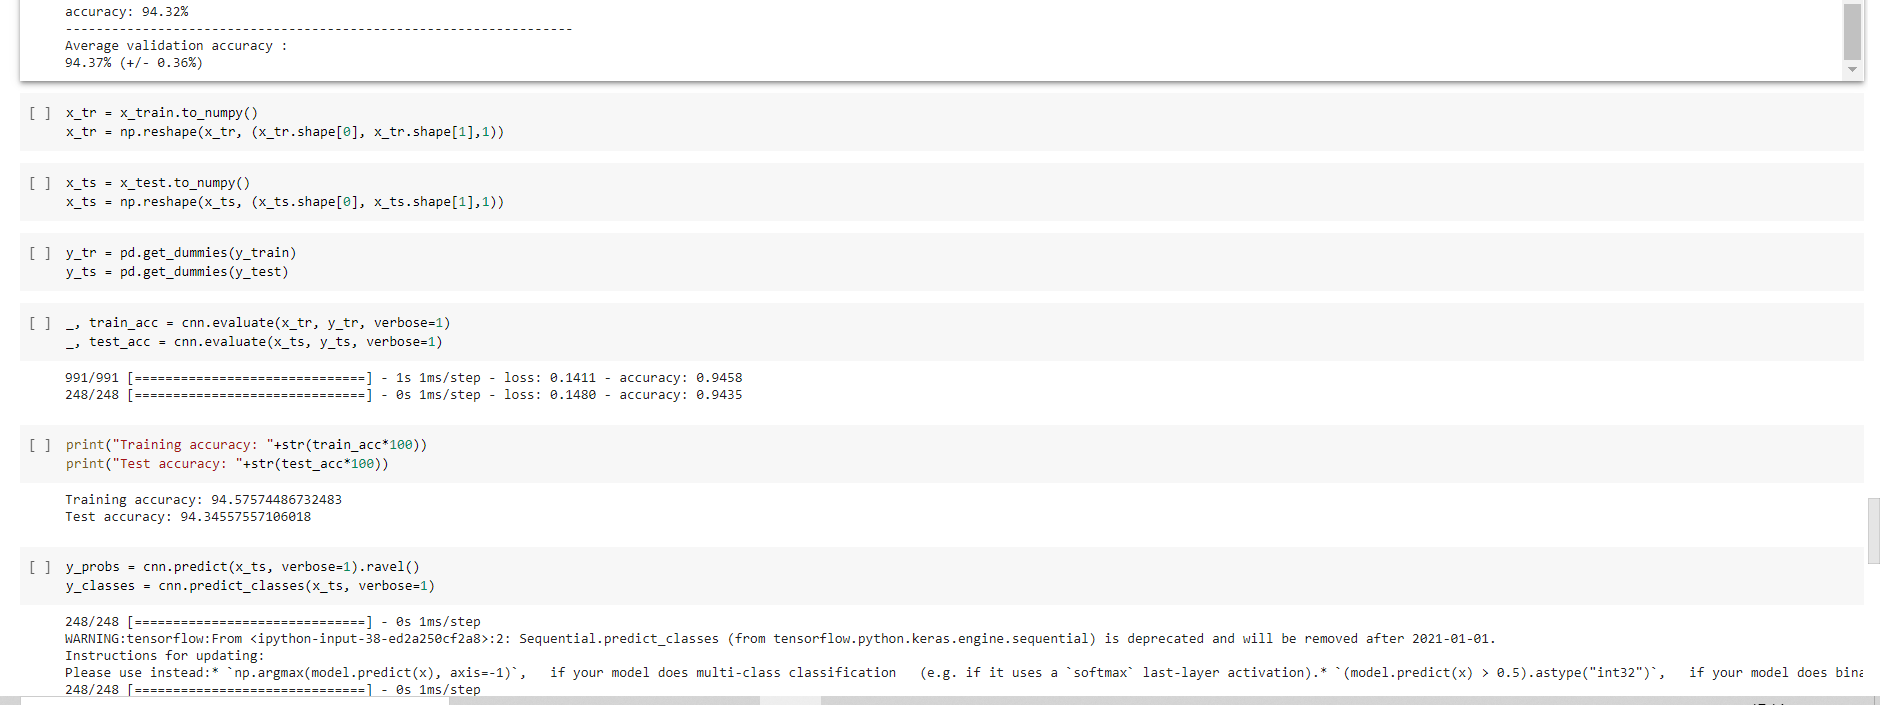 accuracy: 94.32%
------------------------------------------------------------------
Average validation accuracy :
94.37% (+/- 0.36%)
[ ] x_tr = x_train.to_numpy()
x_tr = np.reshape(x_tr, (x_tr.shape[0], x_tr.shape[1],1))
[ ] x_ts = x_test.to_numpy()
x_ts = np.reshape(x_ts, (x_ts.shape[0], x_ts.shape[1],1))
[ ] y_tr = pd.get_dummies(y_train)
y_ts = pd.get_dummies(y_test)
[ ] _, train_acc = cnn.evaluate(x_tr, y_tr, verbose=1)
_, test_acc = cnn.evaluate(x_ts, y_ts, verbose=1)
991/991 [==============================] - 1s 1ms/step - loss: 0.1411 - accuracy: 0.9458
248/248 [==============================] - 0s 1ms/step - loss: 0.1480 - accuracy: 0.9435
[ ] print("Training accuracy: "+str(train_acc*100))
print("Test accuracy: "+str(test_acc*100))
Training accuracy: 94.57574486732483
Test accuracy: 94.34557557106018
[ ] y_probs = cnn.predict(x_ts, verbose=1).ravel()
y_classes = cnn.predict_classes(x_ts, verbose=1)
248/248 [==============================] - 0s 1ms/step
WARNING:tensorflow:From <ipython-input-38-ed2a250cf2a8>:2: Sequential.predict_classes (from tensorflow.python.keras.engine.sequential) is deprecated and will be removed after 2021-01-01.
Instructions for updating:
Please use instead:* `np.argmax(model.predict(x), axis=-1)`,   if your model does multi-class classification   (e.g. if it uses a `softmax` last-layer activation).* `(model.predict(x) > 0.5).astype("int32")`,   if your model does bina
248/248 [==============================] - 0s 1ms/step